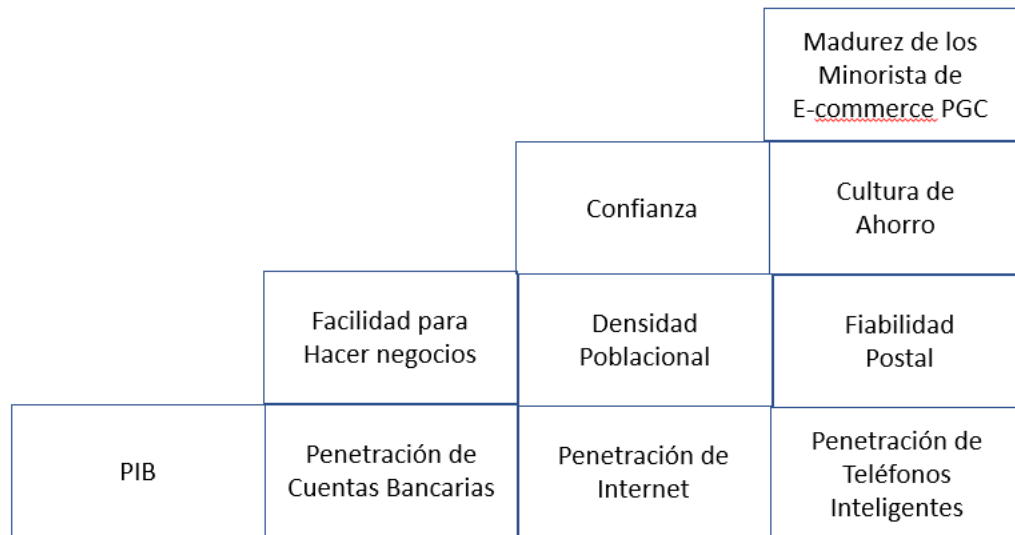 Madurez de los
Minorista de
E-commerce PGC
Confianza
Cultura de
Ahorro
Facilidad para
Hacer negocios
Densidad
Poblacional
Fiabilidad
Postal
PIB
Penetración de
Cuentas Bancarias
Penetración de
Internet
Penetración de
Teléfonos
Inteligentes